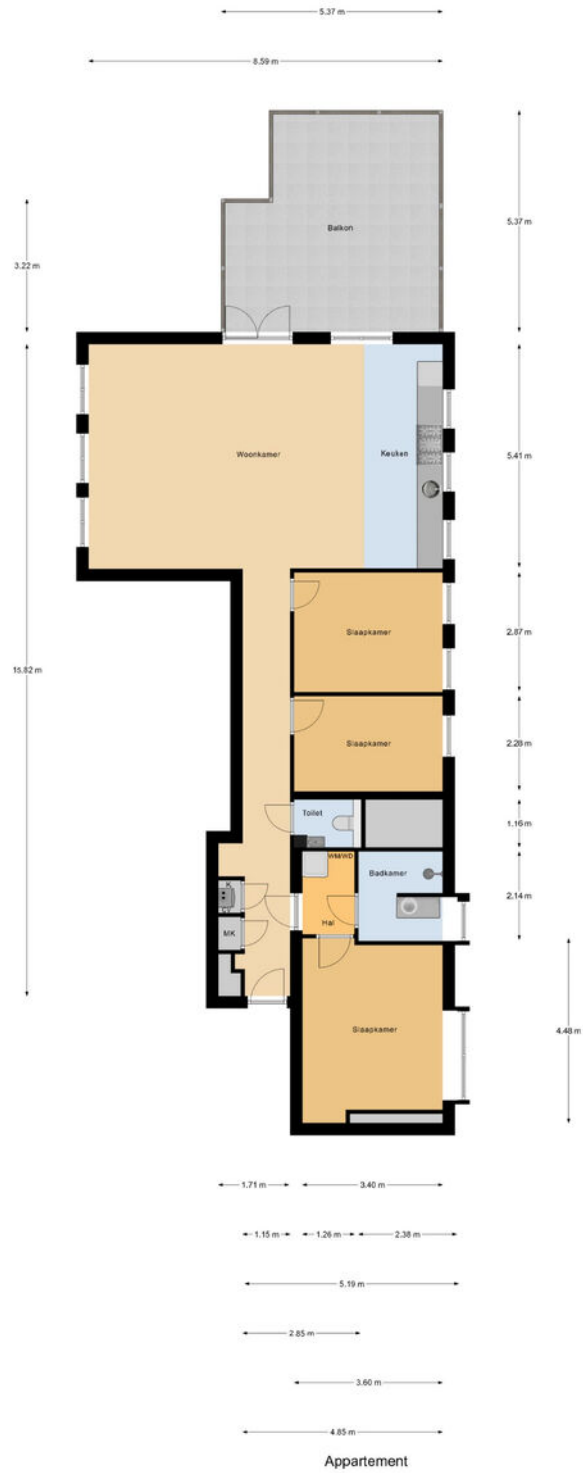 5.37 m
8.59 m
3.22 m
5.37 m
Balkon
Woonkamer
Keuken
5.41 m
15.82 m
Slaapkamer
2.87 m
Slaapkamer
2.28 m
Toilet
1.16 m
WM/WD
Badkamer
2.14 m
K
CV
Hal
MK
Slaapkamer
4.48 m
1.71 m
3.40 m
1.15 m
1.26 m
2.38 m
5.19 m
2.85 m
3.60 m
4.85 m
Appartement